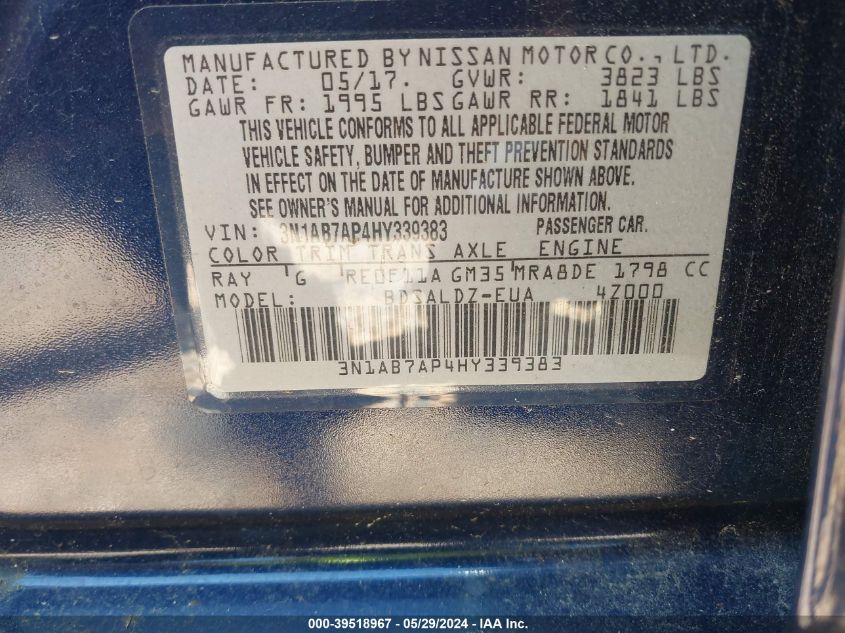 MANUFACTURED BY NISSAN MOTOR CO., LTD.
DATE: 05/17. GVWR: 3823 LBS
GAWR FR: 1995 LBS GAWR RR: 1841 LBS
THIS VEHICLE CONFORMS TO ALL APPLICABLE FEDERAL MOTOR
VEHICLE SAFETY, BUMPER AND THEFT PREVENTION STANDARDS
IN EFFECT ON THE DATE OF MANUFACTURE SHOWN ABOVE.
SEE OWNER'S MANUAL FOR ADDITIONAL INFORMATION.
VIN: 3N1AB7AP4HY339383 PASSENGER CAR.
COLOR TRIM TRANS AXLE ENGINE
RAY G RE0F11A GM35 MRA8DE 1798 CC
MODEL: BDSALDZ-EUA 4Z000
3N1AB7AP4HY339383
000-39518967 - 05/29/2024 - IAA Inc.